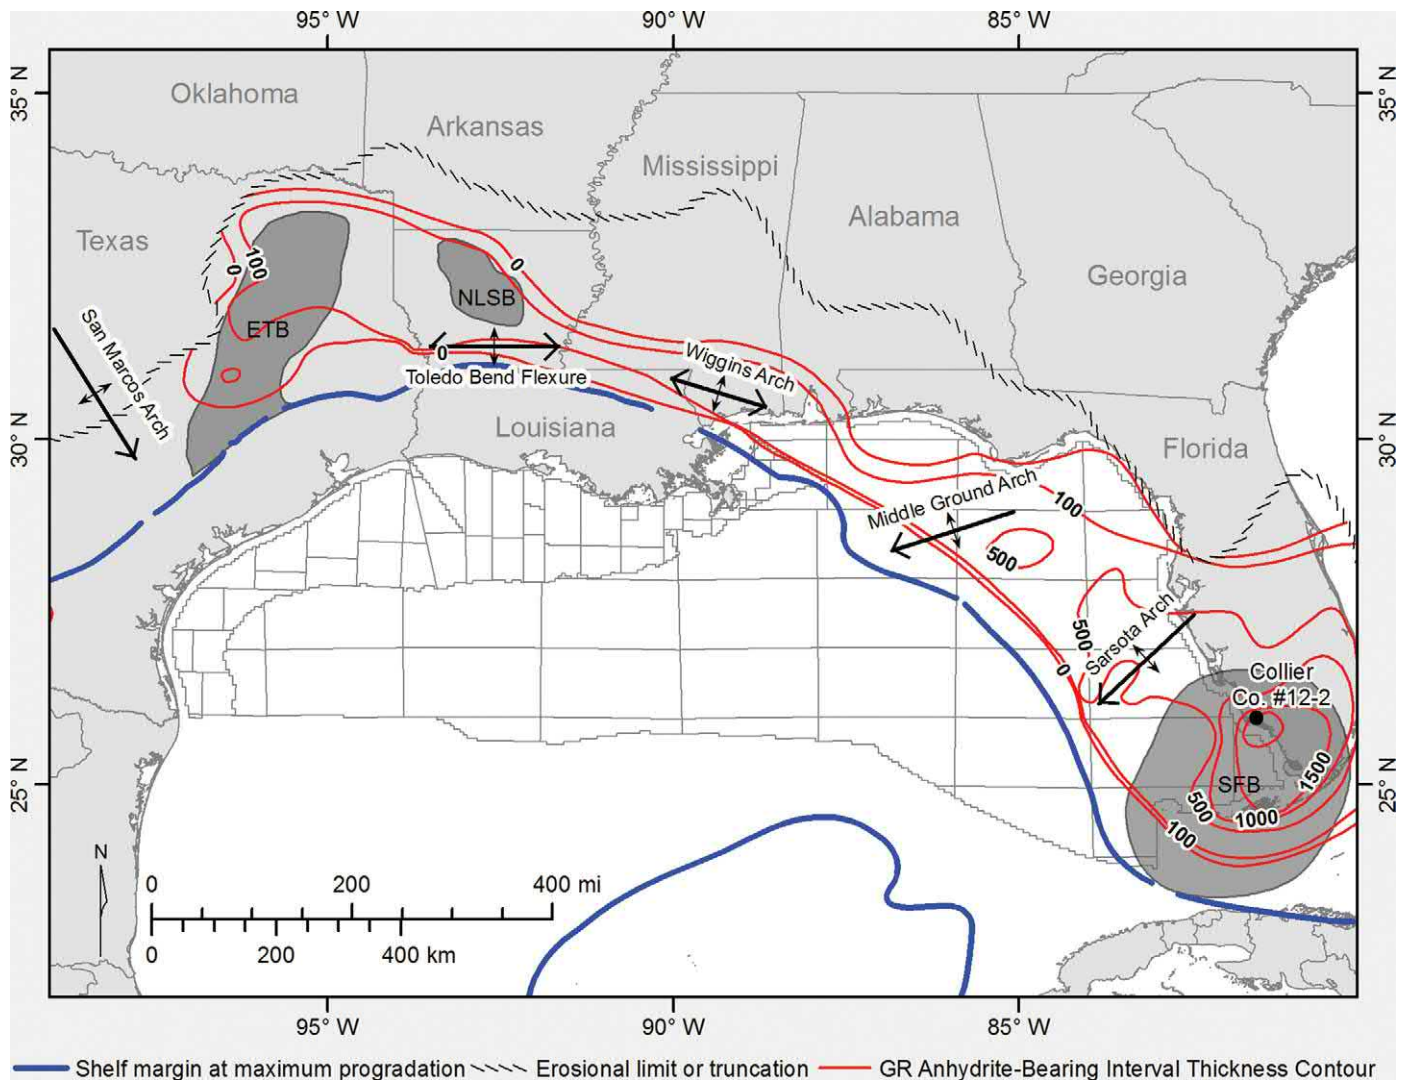 95° W 90° W 85° W
35° N
35° N
Oklahoma
Arkansas
Mississippi
Alabama
Georgia
Texas
0
100
0
NLSB
ETB
San Marcos Arch
0
Toledo Bend Flexure
Wiggins Arch
Louisiana
30° N
30° N
Florida
Middle Ground Arch
100
500
500
Sarsota Arch
0
Collier
Co. #12-2
25° N
25° N
SFB
1500
500
1000
100
N
0 200 400 mi
0 200 400 km
95° W 90° W 85° W
Shelf margin at maximum progradation Erosional limit or truncation GR Anhydrite-Bearing Interval Thickness Contour